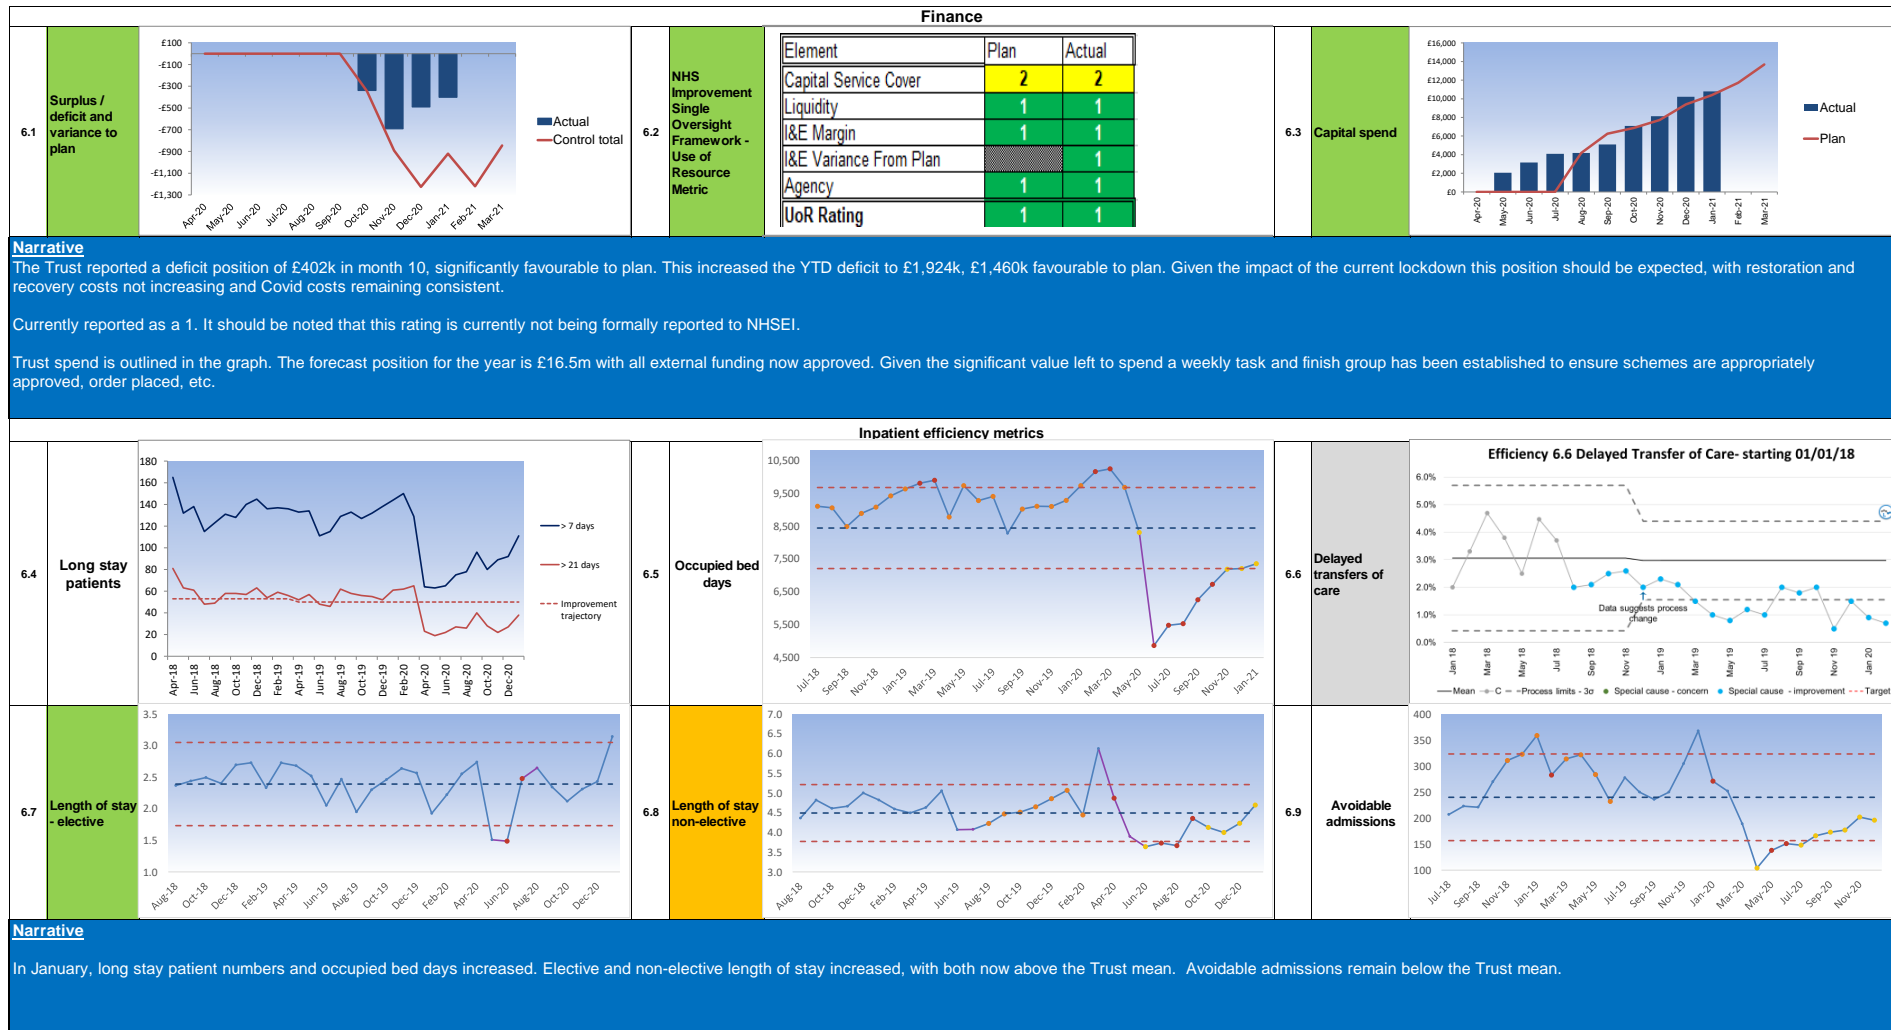 Finance
6.1
Surplus /
deficit and
variance to
plan
£100
-£100
-£300
-£500
-£700
-£900
-£1,100
-£1,300
Apr-20
May-20
Jun-20
Jul-20
Aug-20
Sep-20
Oct-20
Nov-20
Dec-20
Jan-21
Feb-21
Mar-21
Actual
Control total
6.2
NHS
Improvement
Single
Oversight
Framework -
Use of
Resource
Metric
Element Plan Actual
Capital Service Cover 2 2
Liquidity 1 1
I&E Margin 1 1
I&E Variance From Plan 1
Agency 1 1
UoR Rating 1 1
6.3
Capital spend
£16,000
£14,000
£12,000
£10,000
£8,000
£6,000
£4,000
£2,000
£0
Apr-20
May-20
Jun-20
Jul-20
Aug-20
Sep-20
Oct-20
Nov-20
Dec-20
Jan-21
Feb-21
Mar-21
Actual
Plan
Narrative
The Trust reported a deficit position of £402k in month 10, significantly favourable to plan. This increased the YTD deficit to £1,924k, £1,460k favourable to plan. Given the impact of the current lockdown this position should be expected, with restoration and
recovery costs not increasing and Covid costs remaining consistent.
Currently reported as a 1. It should be noted that this rating is currently not being formally reported to NHSEI.
Trust spend is outlined in the graph. The forecast position for the year is £16.5m with all external funding now approved. Given the significant value left to spend a weekly task and finish group has been established to ensure schemes are appropriately
approved, order placed, etc.
Inpatient efficiency metrics
6.4
Long stay
patients
180
160
140
120
100
80
60
40
20
0
Apr-18
Jun-18
Aug-18
Oct-18
Dec-18
Feb-19
Apr-19
Jun-19
Aug-19
Oct-19
Dec-19
Feb-20
Apr-20
Jun-20
Aug-20
Oct-20
Dec-20
> 7 days
> 21 days
Improvement
trajectory
6.5
Occupied bed
days
10,500
9,500
8,500
7,500
6,500
5,500
4,500
Jul-18
Sep-18
Nov-18
Jan-19
Mar-19
May-19
Jul-19
Sep-19
Nov-19
Jan-20
Mar-20
May-20
Jul-20
Sep-20
Nov-20
Jan-21
6.6
Delayed
transfers of
care
Efficiency 6.6 Delayed Transfer of Care- starting 01/01/18
6.0%
5.0%
4.0%
3.0%
2.0%
1.0%
0.0%
Data suggests process
change
Jan 18
Mar 18
May 18
Jul 18
Sep 18
Nov 18
Jan 19
Mar 19
May 19
Jul 19
Sep 19
Nov 19
Jan 20
Mean C Process limits - 3σ Special cause - concern Special cause - improvement Target
6.7
Length of stay
- elective
3.5
3.0
2.5
2.0
1.5
1.0
Aug-18
Oct-18
Dec-18
Feb-19
Apr-19
Jun-19
Aug-19
Oct-19
Dec-19
Feb-20
Apr-20
Jun-20
Aug-20
Oct-20
Dec-20
6.8
Length of stay
non-elective
7.0
6.5
6.0
5.5
5.0
4.5
4.0
3.5
3.0
Aug-18
Oct-18
Dec-18
Feb-19
Apr-19
Jun-19
Aug-19
Oct-19
Dec-19
Feb-20
Apr-20
Jun-20
Aug-20
Oct-20
Dec-20
6.9
Avoidable
admissions
400
350
300
250
200
150
100
Jul-18
Sep-18
Nov-18
Jan-19
Mar-19
May-19
Jul-19
Sep-19
Nov-19
Jan-20
Mar-20
May-20
Jul-20
Sep-20
Nov-20
Narrative
In January, long stay patient numbers and occupied bed days increased. Elective and non-elective length of stay increased, with both now above the Trust mean. Avoidable admissions remain below the Trust mean.